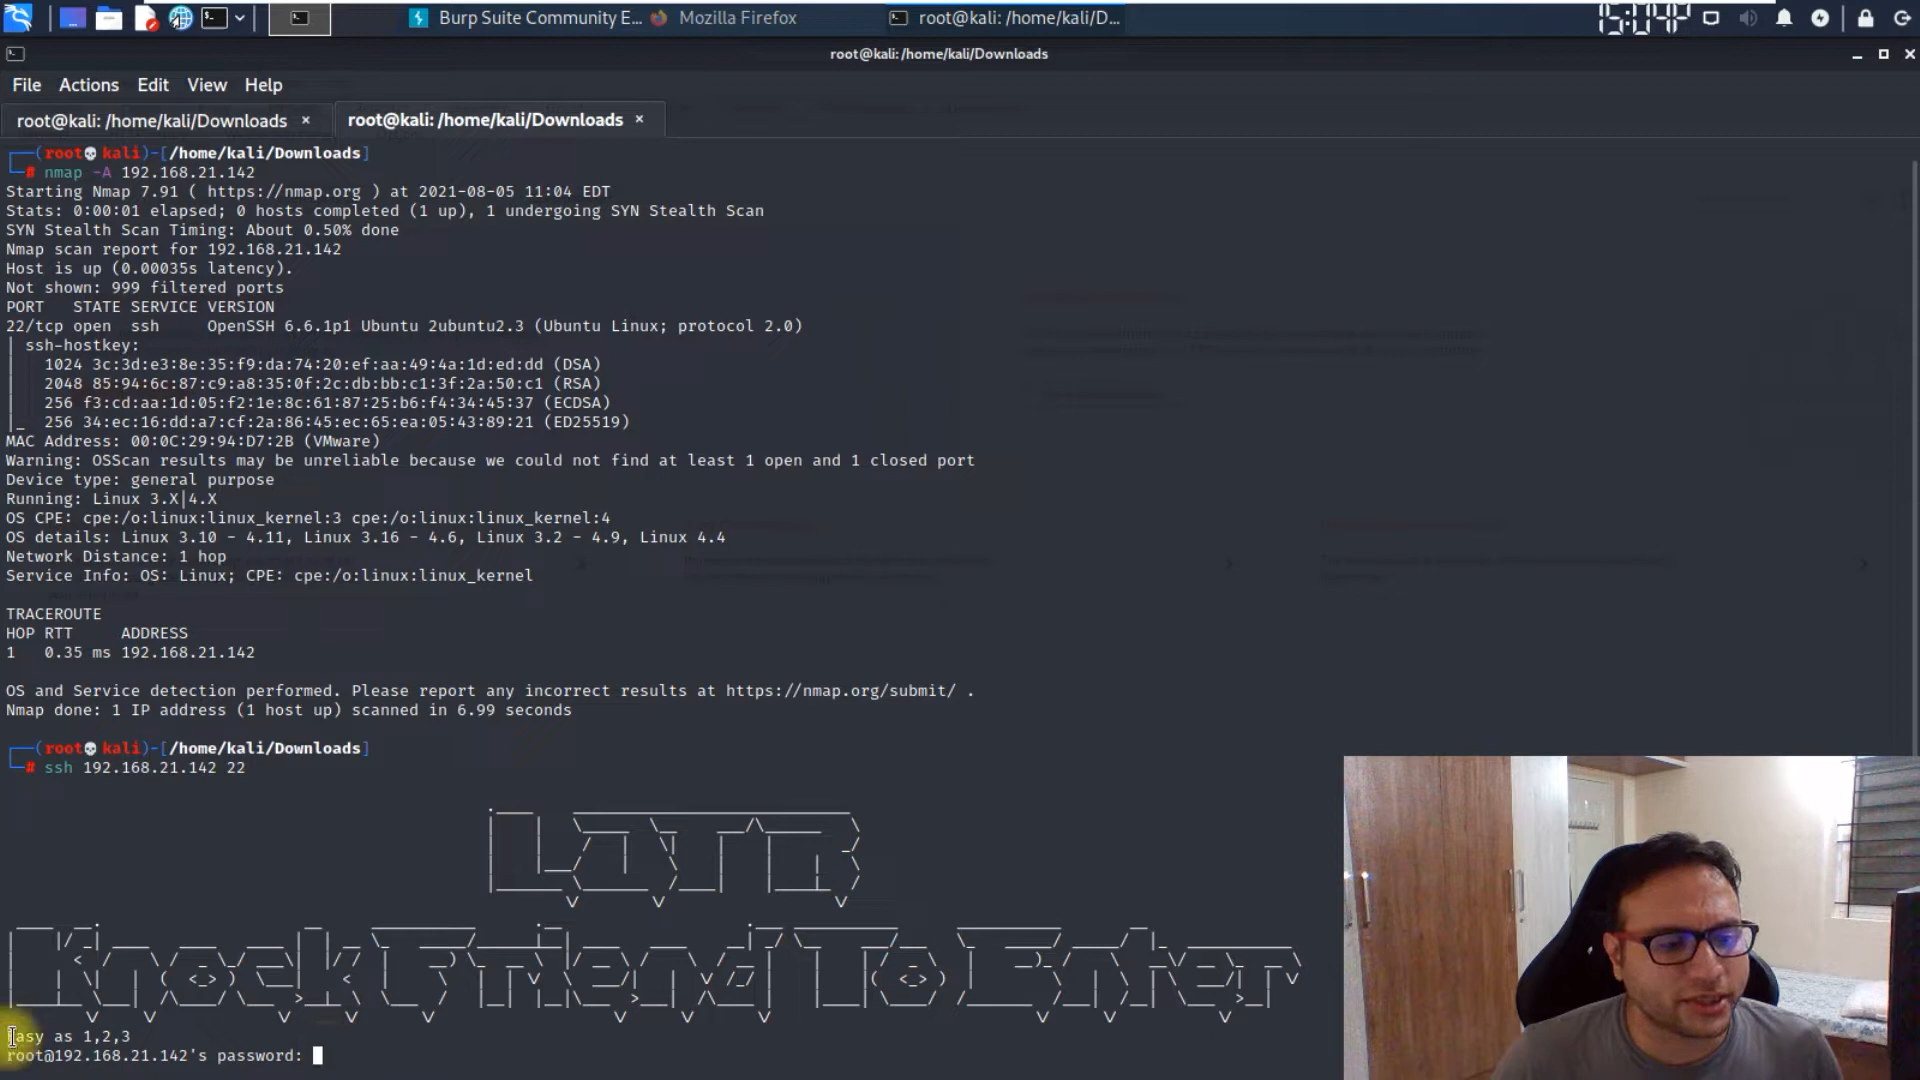 Burp Suite Community E... Mozilla Firefox root@kali: /home/kali/D... 15:04P
root@kali: /home/kali/Downloads
File Actions Edit View Help
root@kali: /home/kali/Downloads × root@kali: /home/kali/Downloads ×
┌──(root💀kali)-[/home/kali/Downloads]
└─# nmap -A 192.168.21.142
Starting Nmap 7.91 ( https://nmap.org ) at 2021-08-05 11:04 EDT
Stats: 0:00:01 elapsed; 0 hosts completed (1 up), 1 undergoing SYN Stealth Scan
SYN Stealth Scan Timing: About 0.50% done
Nmap scan report for 192.168.21.142
Host is up (0.00035s latency).
Not shown: 999 filtered ports
PORT STATE SERVICE VERSION
22/tcp open ssh OpenSSH 6.6.1p1 Ubuntu 2ubuntu2.3 (Ubuntu Linux; protocol 2.0)
| ssh-hostkey:
| 1024 3c:3d:e3:8e:35:f9:da:74:20:ef:aa:49:4a:1d:ed:dd (DSA)
| 2048 85:94:6c:87:c9:a8:35:0f:2c:db:bb:c1:3f:2a:50:c1 (RSA)
| 256 f3:cd:aa:1d:05:f2:1e:8c:61:87:25:b6:f4:34:45:37 (ECDSA)
|_ 256 34:ec:16:dd:a7:cf:2a:86:45:ec:65:ea:05:43:89:21 (ED25519)
MAC Address: 00:0C:29:94:D7:2B (VMware)
Warning: OSScan results may be unreliable because we could not find at least 1 open and 1 closed port
Device type: general purpose
Running: Linux 3.X|4.X
OS CPE: cpe:/o:linux:linux_kernel:3 cpe:/o:linux:linux_kernel:4
OS details: Linux 3.10 - 4.11, Linux 3.16 - 4.6, Linux 3.2 - 4.9, Linux 4.4
Network Distance: 1 hop
Service Info: OS: Linux; CPE: cpe:/o:linux:linux_kernel
TRACEROUTE
HOP RTT ADDRESS
1 0.35 ms 192.168.21.142
OS and Service detection performed. Please report any incorrect results at https://nmap.org/submit/ .
Nmap done: 1 IP address (1 host up) scanned in 6.99 seconds
┌──(root💀kali)-[/home/kali/Downloads]
└─# ssh 192.168.21.142 22
LOTR
Knock Friend To Enter
Easy as 1,2,3
root@192.168.21.142's password: